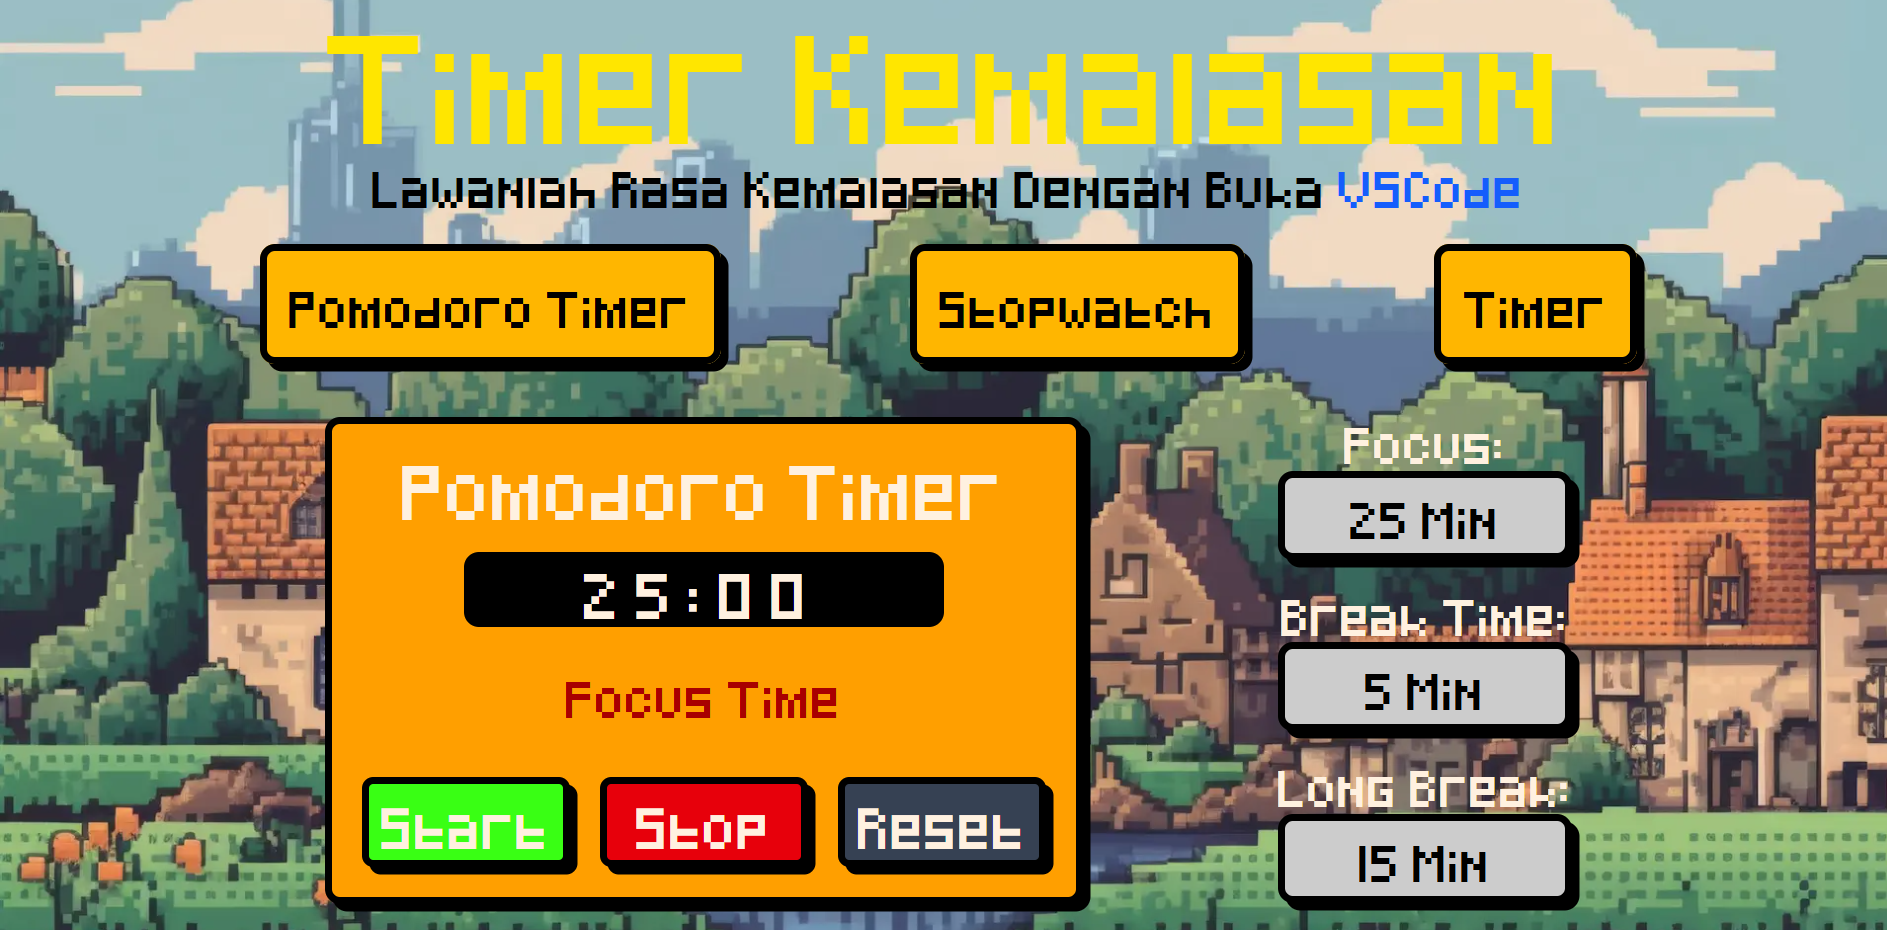 Timer Kemalasan
Lawanlah Rasa Kemalasan Dengan Buka VSCode
Pomodoro Timer
Stopwatch
Timer
Pomodoro Timer
25:00
Focus Time
Start
Stop
Reset
Focus:
25 Min
Break Time:
5 Min
Long Break:
15 Min